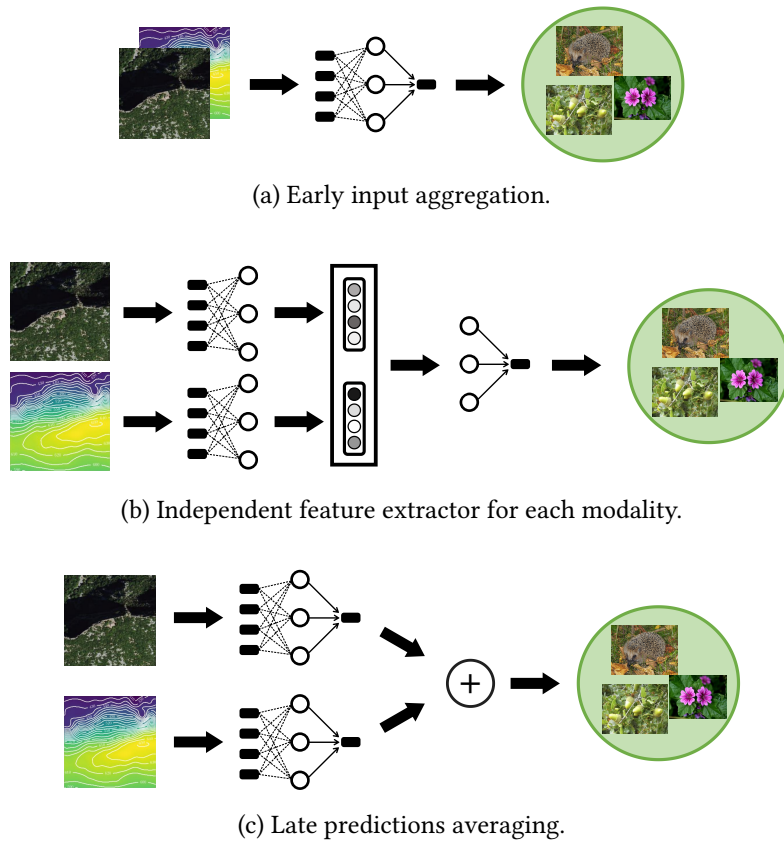 (a) Early input aggregation.
(b) Independent feature extractor for each modality.
+
(c) Late predictions averaging.